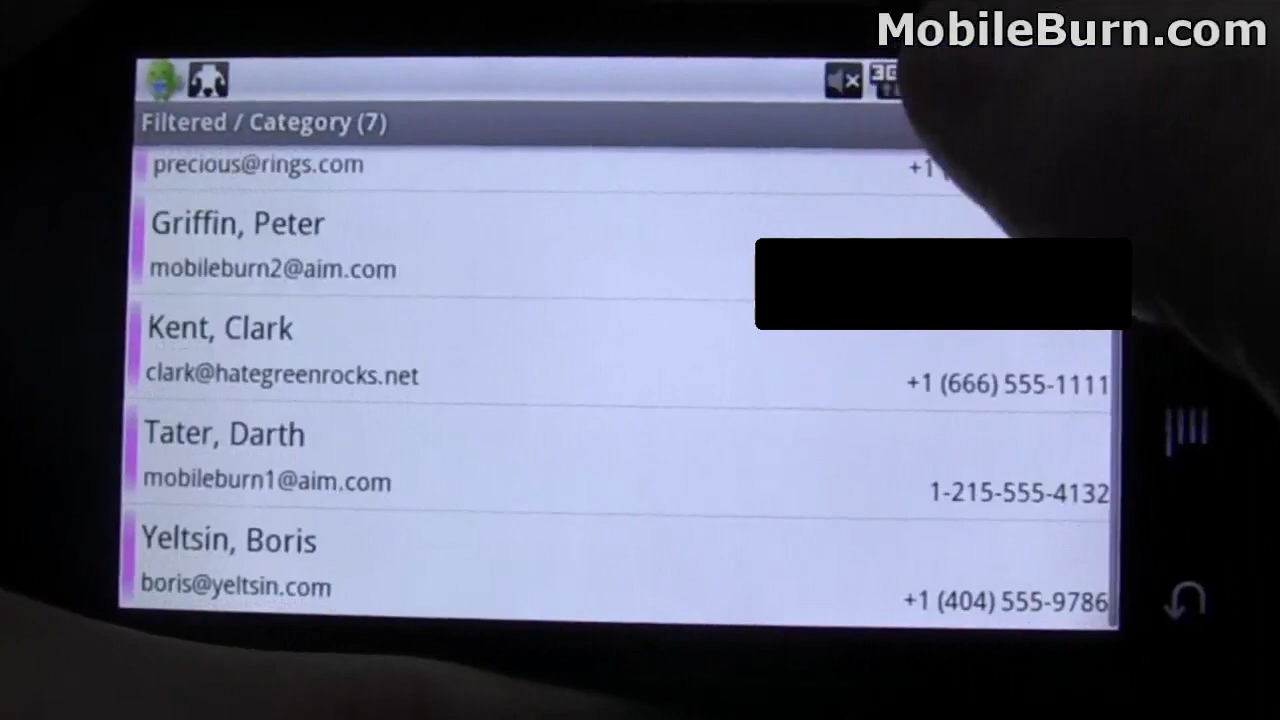 MobileBurn.com
Filtered / Category (7)
precious@rings.com +1
Griffin, Peter
mobileburn2@aim.com
Kent, Clark
clark@hategreenrocks.net +1 (666) 555-1111
Tater, Darth
mobileburn1@aim.com 1-215-555-4132
Yeltsin, Boris
boris@yeltsin.com +1 (404) 555-9786